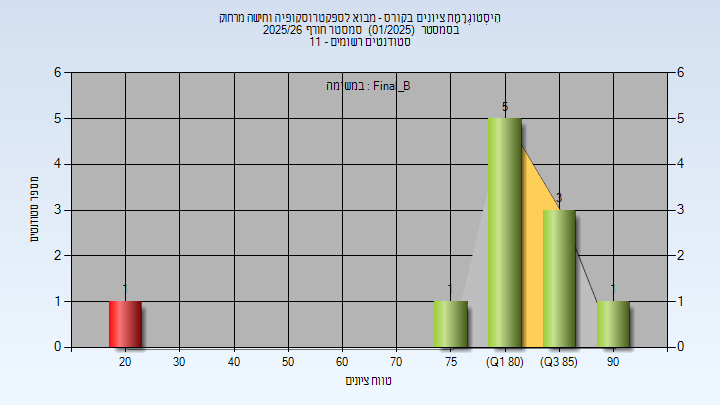 היסטוגרמת ציונים בקורס - מבוא לספקטרוסקופיה וחישה מרחוק
בסמסטר (01/2025) סמסטר חורף 2025/26
סטודנטים רשומים - 11
במשימה : Final_B
מספר סטודנטים
6 6
5 5
4 4
3 3
2 2
1 1
0 0
1 1 5 3 1
20 30 40 50 60 70 75 (Q1 80) (Q3 85) 90
טווח ציונים